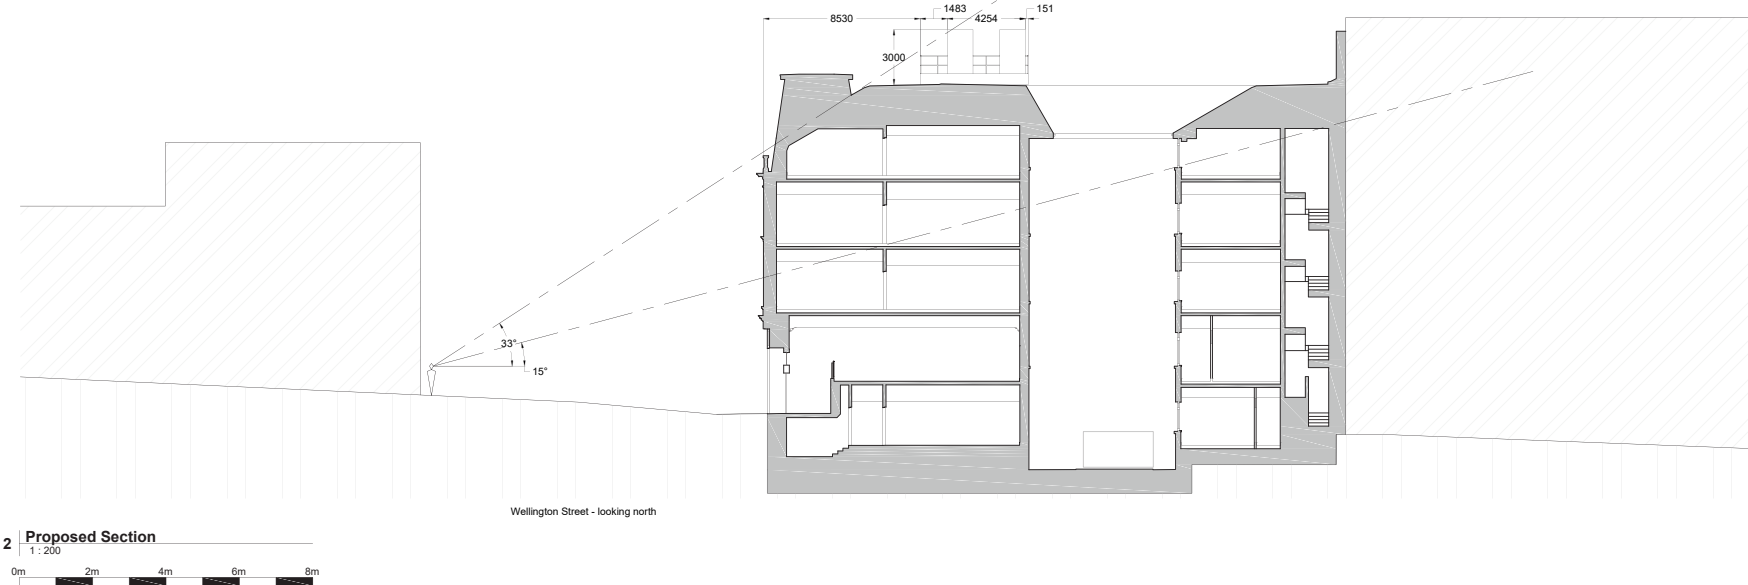 1483
151
8530
4254
3000
33°
15°
Wellington Street - looking north
2
Proposed Section
1 : 200
0m 2m 4m 6m 8m